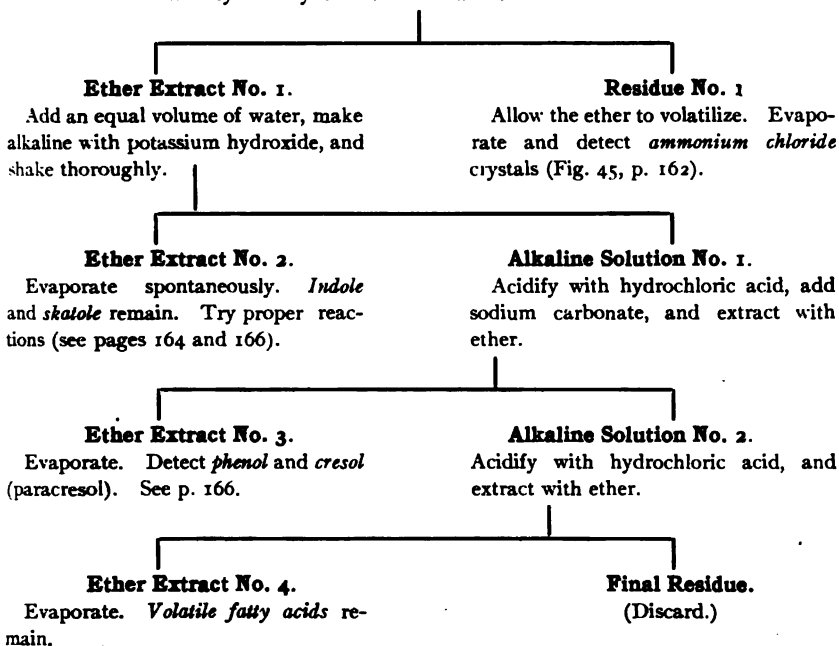 Ether Extract No. 1.
Add an equal volume of water, make
alkaline with potassium hydroxide, and
shake thoroughly.
Residue No. 1
Allow the ether to volatilize. Evapo-
rate and detect ammonium chloride
crystals (Fig. 45, p. 162).
Ether Extract No. 2.
Evaporate spontaneously. Indole
and skatole remain. Try proper reac-
tions (see pages 164 and 166).
Alkaline Solution No. 1.
Acidify with hydrochloric acid, add
sodium carbonate, and extract with
ether.
Ether Extract No. 3.
Evaporate. Detect phenol and cresol
(paracresol). See p. 166.
Alkaline Solution No. 2.
Acidify with hydrochloric acid, and
extract with ether.
Ether Extract No. 4.
Evaporate. Volatile fatty acids re-
main.
Final Residue.
(Discard.)